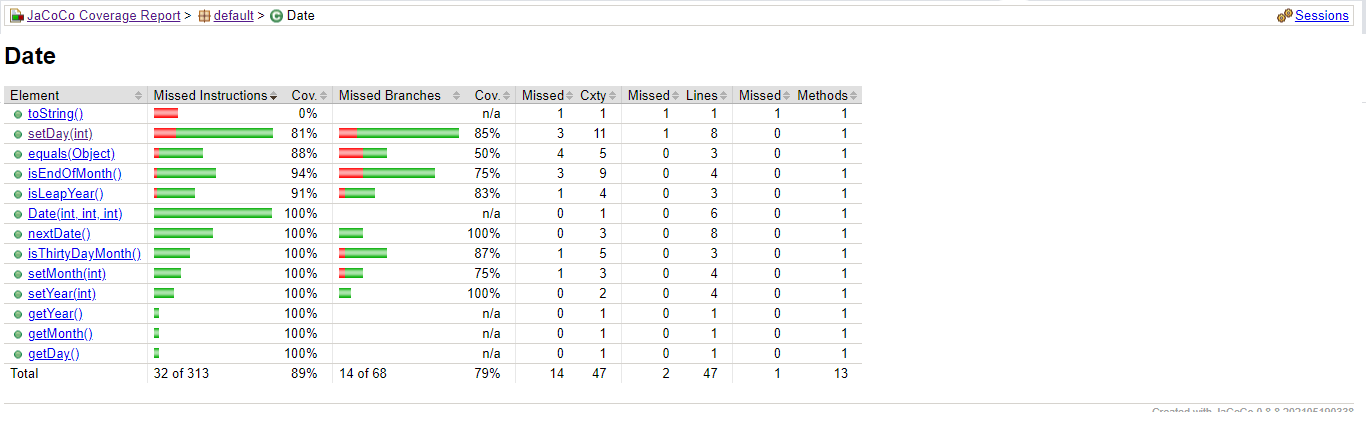 JaCoCo Coverage Report > default > Date Sessions
Date
Element Missed Instructions Cov. Missed Branches Cov. Missed Cxty Missed Lines Missed Methods
toString() 0% n/a 1 1 1 1 1 1
setDay(int) 81% 85% 3 11 1 8 0 1
equals(Object) 88% 50% 4 5 0 3 0 1
isEndOfMonth() 94% 75% 3 9 0 4 0 1
isLeapYear() 91% 83% 1 4 0 3 0 1
Date(int, int, int) 100% n/a 0 1 0 6 0 1
nextDate() 100% 100% 0 3 0 8 0 1
isThirtyDayMonth() 100% 87% 1 5 0 3 0 1
setMonth(int) 100% 75% 1 3 0 4 0 1
setYear(int) 100% 100% 0 2 0 4 0 1
getYear() 100% n/a 0 1 0 1 0 1
getMonth() 100% n/a 0 1 0 1 0 1
getDay() 100% n/a 0 1 0 1 0 1
Total 32 of 313 89% 14 of 68 79% 14 47 2 47 1 13
Created with JaCoCo 0.8.8.202105190338